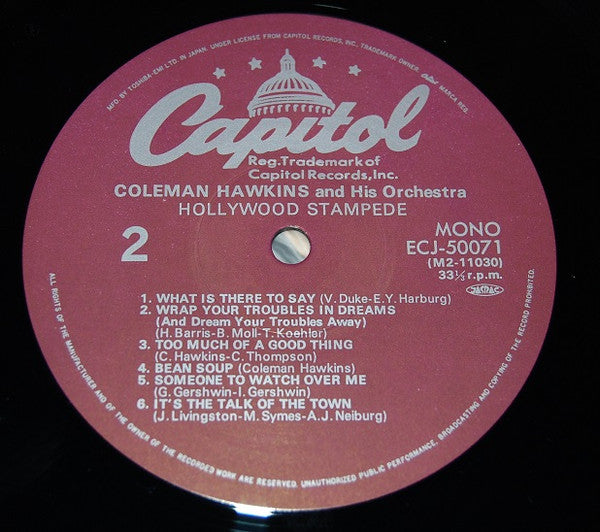 MFD. BY TOSHIBA-EMI LTD. IN JAPAN. UNDER LICENSE FROM CAPITOL RECORDS, INC. TRADEMARK OWNER. Capitol MARCA REG.
Capitol
Reg. Trademark of
Capitol Records, Inc.
COLEMAN HAWKINS and His Orchestra
HOLLYWOOD STAMPEDE
2
MONO
ECJ-50071
(M2-11030)
33⅓ r.p.m.
JASRAC
1. WHAT IS THERE TO SAY (V. Duke-E.Y. Harburg)
2. WRAP YOUR TROUBLES IN DREAMS
(And Dream Your Troubles Away)
(H. Barris-B. Moll-T. Koehler)
3. TOO MUCH OF A GOOD THING
(C. Hawkins-C. Thompson)
4. BEAN SOUP (Coleman Hawkins)
5. SOMEONE TO WATCH OVER ME
(G. Gershwin-I. Gershwin)
6. IT'S THE TALK OF THE TOWN
(J. Livingston-M. Symes-A.J. Neiburg)
ALL RIGHTS OF THE MANUFACTURER AND OF THE OWNER OF THE RECORDED WORK ARE RESERVED. UNAUTHORIZED PUBLIC PERFORMANCE, BROADCASTING AND COPYING OF THE RECORD PROHIBITED.